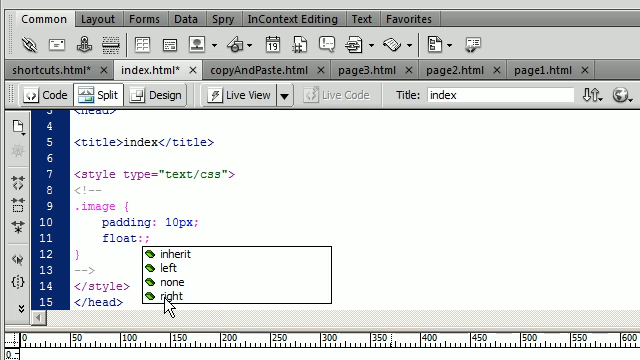 Common Layout Forms Data Spry InContext Editing Text Favorites
shortcuts.html* index.html* copyAndPaste.html page3.html page2.html page1.html
Code Split Design Live View Live Code Title: index
3 <head>
4
5 <title>index</title>
6
7 <style type="text/css">
8 <!--
9 .image {
10 padding: 10px;
11 float:;
12 }
inherit
13 -->
left
14 </style>
none
15 </head>
right
0 50 100 150 200 250 300 350 400 450 500 550 600
0